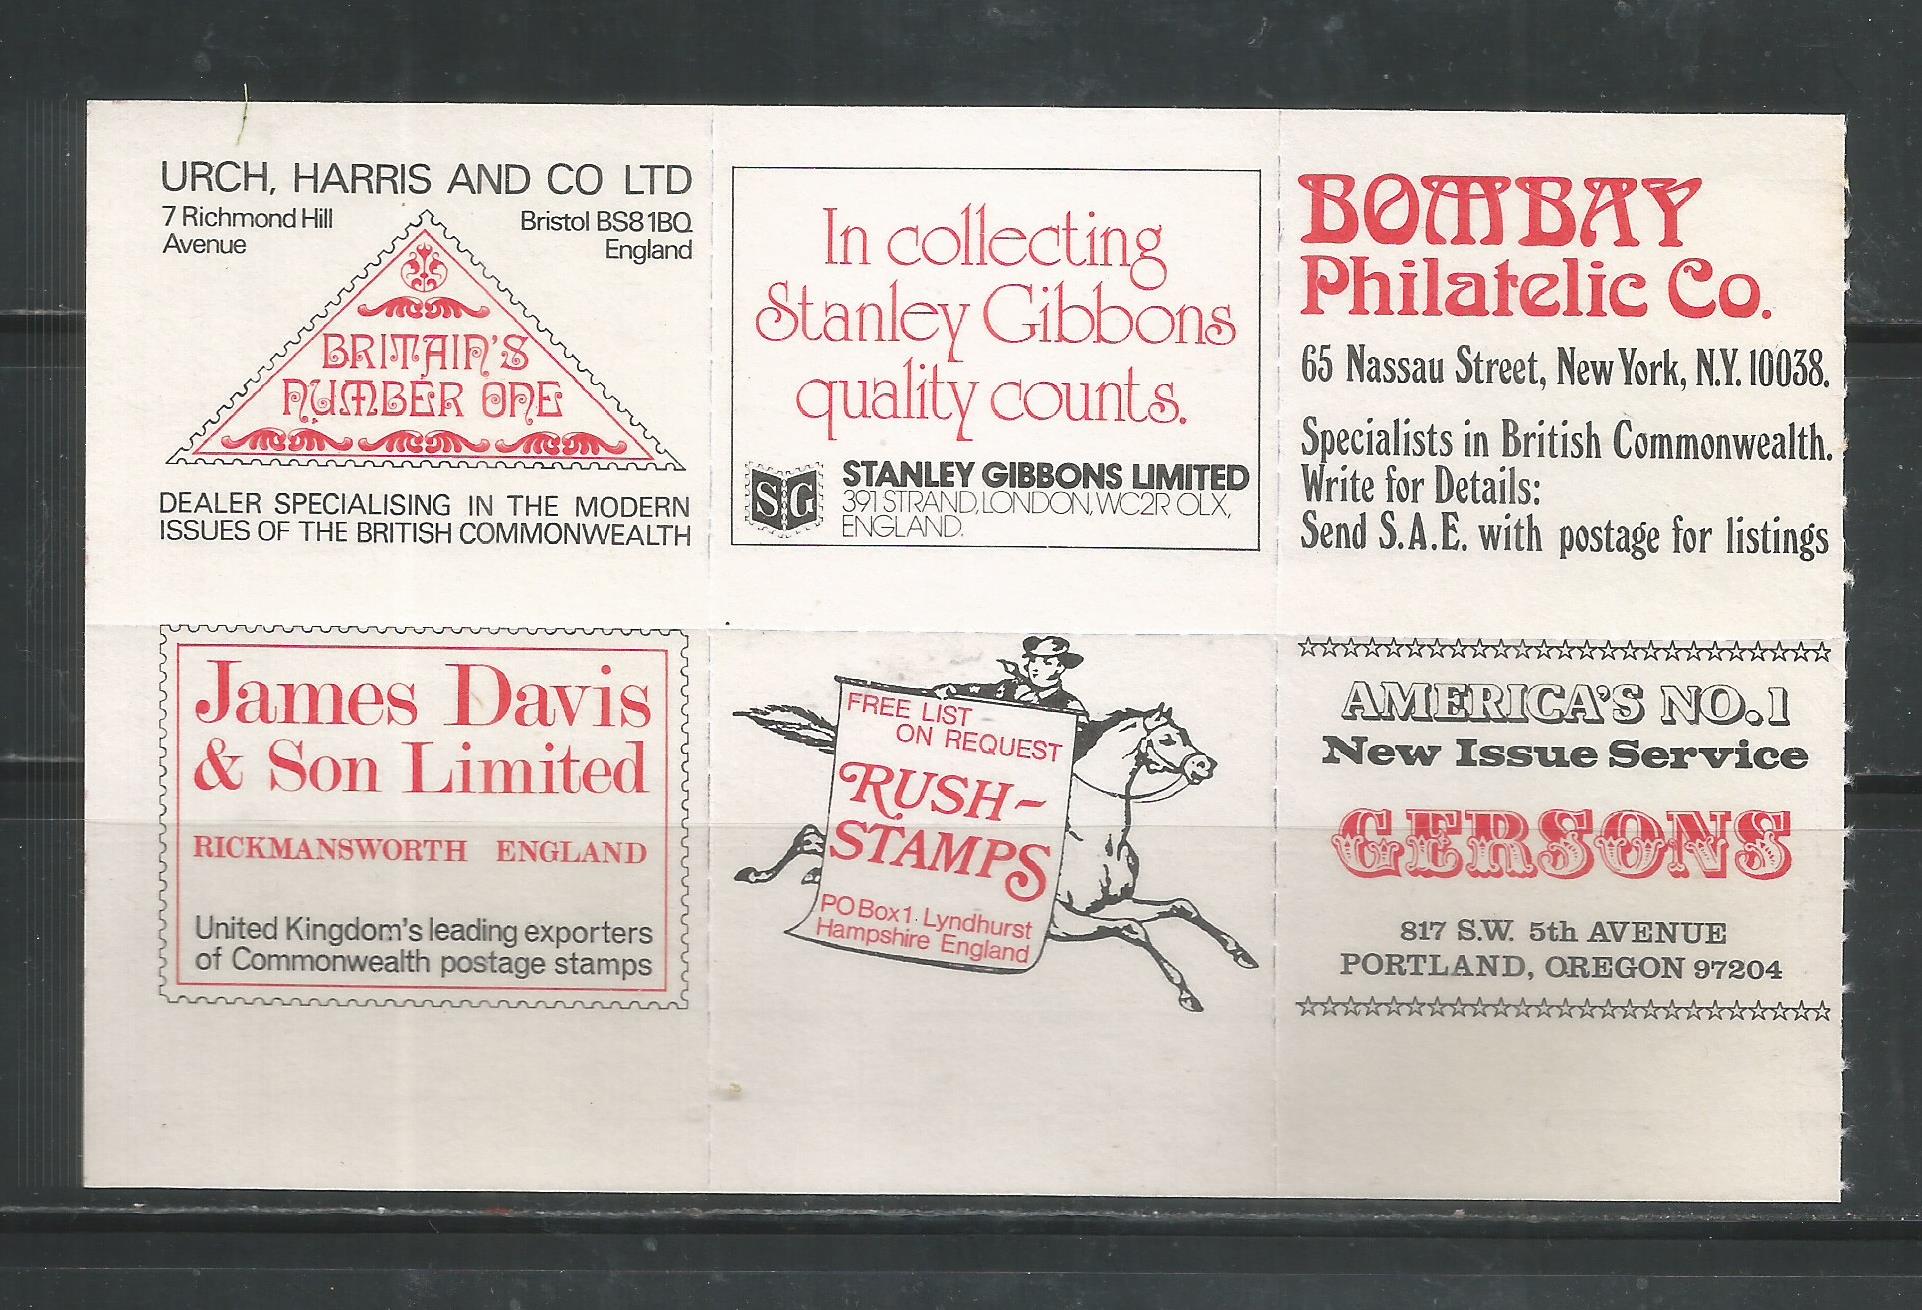 URCH, HARRIS AND CO LTD
7 Richmond Hill
Avenue
Bristol BS8 1BQ
England
BRITAIN'S
NUMBER ONE
DEALER SPECIALISING IN THE MODERN
ISSUES OF THE BRITISH COMMONWEALTH
In collecting
Stanley Gibbons
quality counts.
SG
STANLEY GIBBONS LIMITED
391 STRAND, LONDON, WC2R OLX,
ENGLAND.
BOMBAY
Philatelic Co.
65 Nassau Street, New York, N.Y. 10038.
Specialists in British Commonwealth.
Write for Details:
Send S.A.E. with postage for listings
James Davis
& Son Limited
RICKMANSWORTH ENGLAND
United Kingdom's leading exporters
of Commonwealth postage stamps
FREE LIST
ON REQUEST
RUSH-
STAMPS
PO Box 1. Lyndhurst
Hampshire England
AMERICA'S NO. 1
New Issue Service
GERSONS
817 S.W. 5th AVENUE
PORTLAND, OREGON 97204